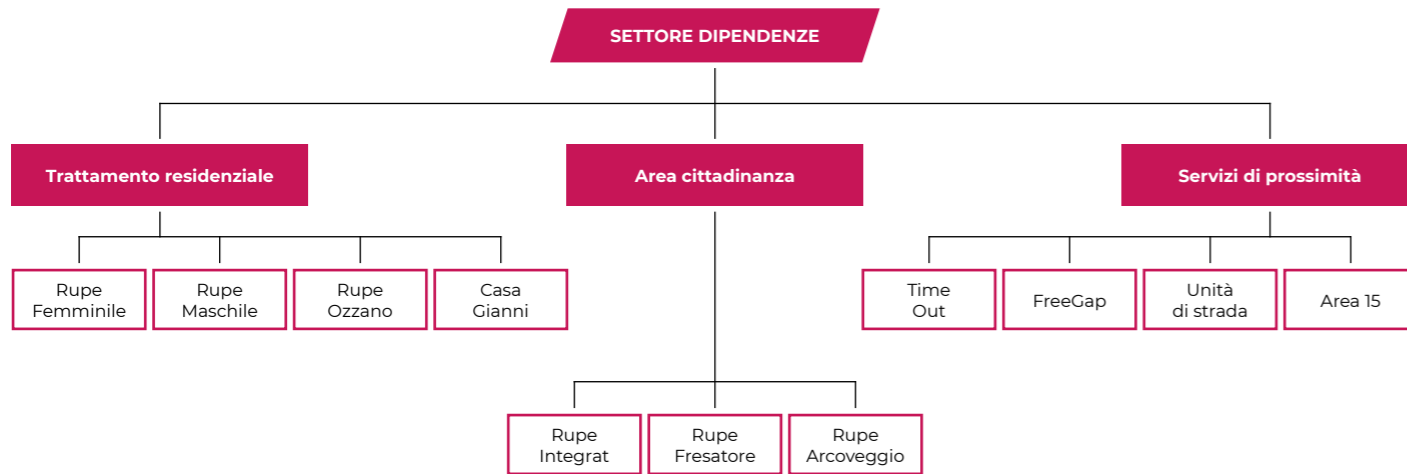 SETTORE DIPENDENZE
Trattamento residenziale
Area cittadinanza
Servizi di prossimità
Rupe
Femminile
Rupe
Maschile
Rupe
Ozzano
Casa
Gianni
Time
Out
FreeGap
Unità
di strada
Area 15
Rupe
Integrat
Rupe
Fresatore
Rupe
Arcoveggio